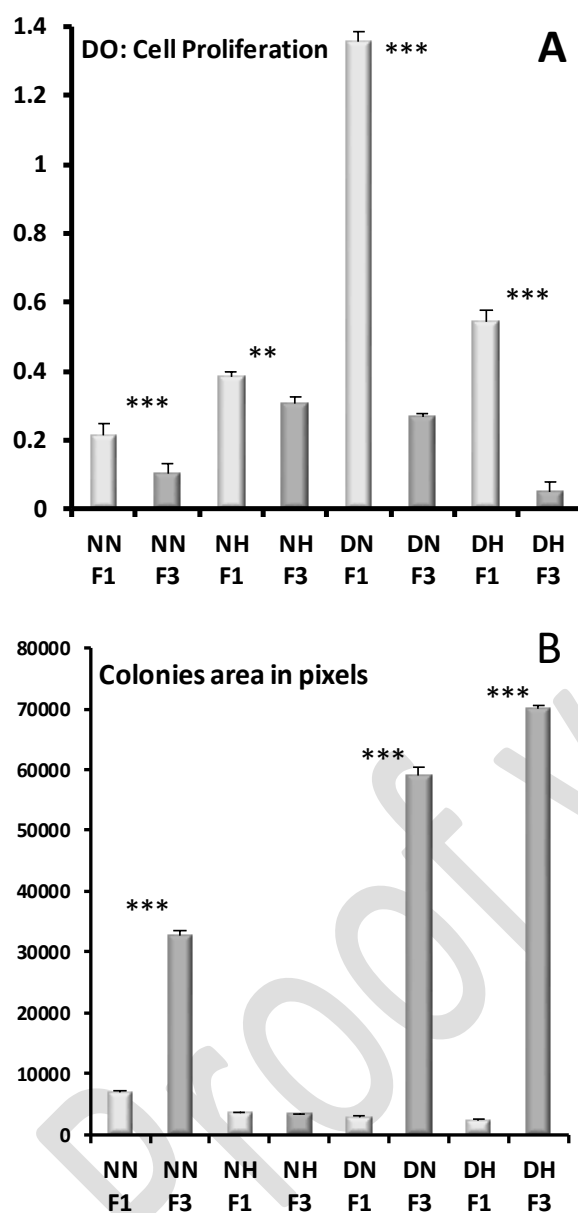 1.4
DO: Cell Proliferation
A
***
1.2
1
0.8
0.6
***
**
0.4
***
0.2
0
NN NN NH NH DN DN DH DH
F1 F3 F1 F3 F1 F3 F1 F3
B
80000
Colonies area in pixels
70000
***
60000
***
50000
40000
***
30000
20000
10000
0
NN NN NH NH DN DN DH DH
F1 F3 F1 F3 F1 F3 F1 F3
Proof